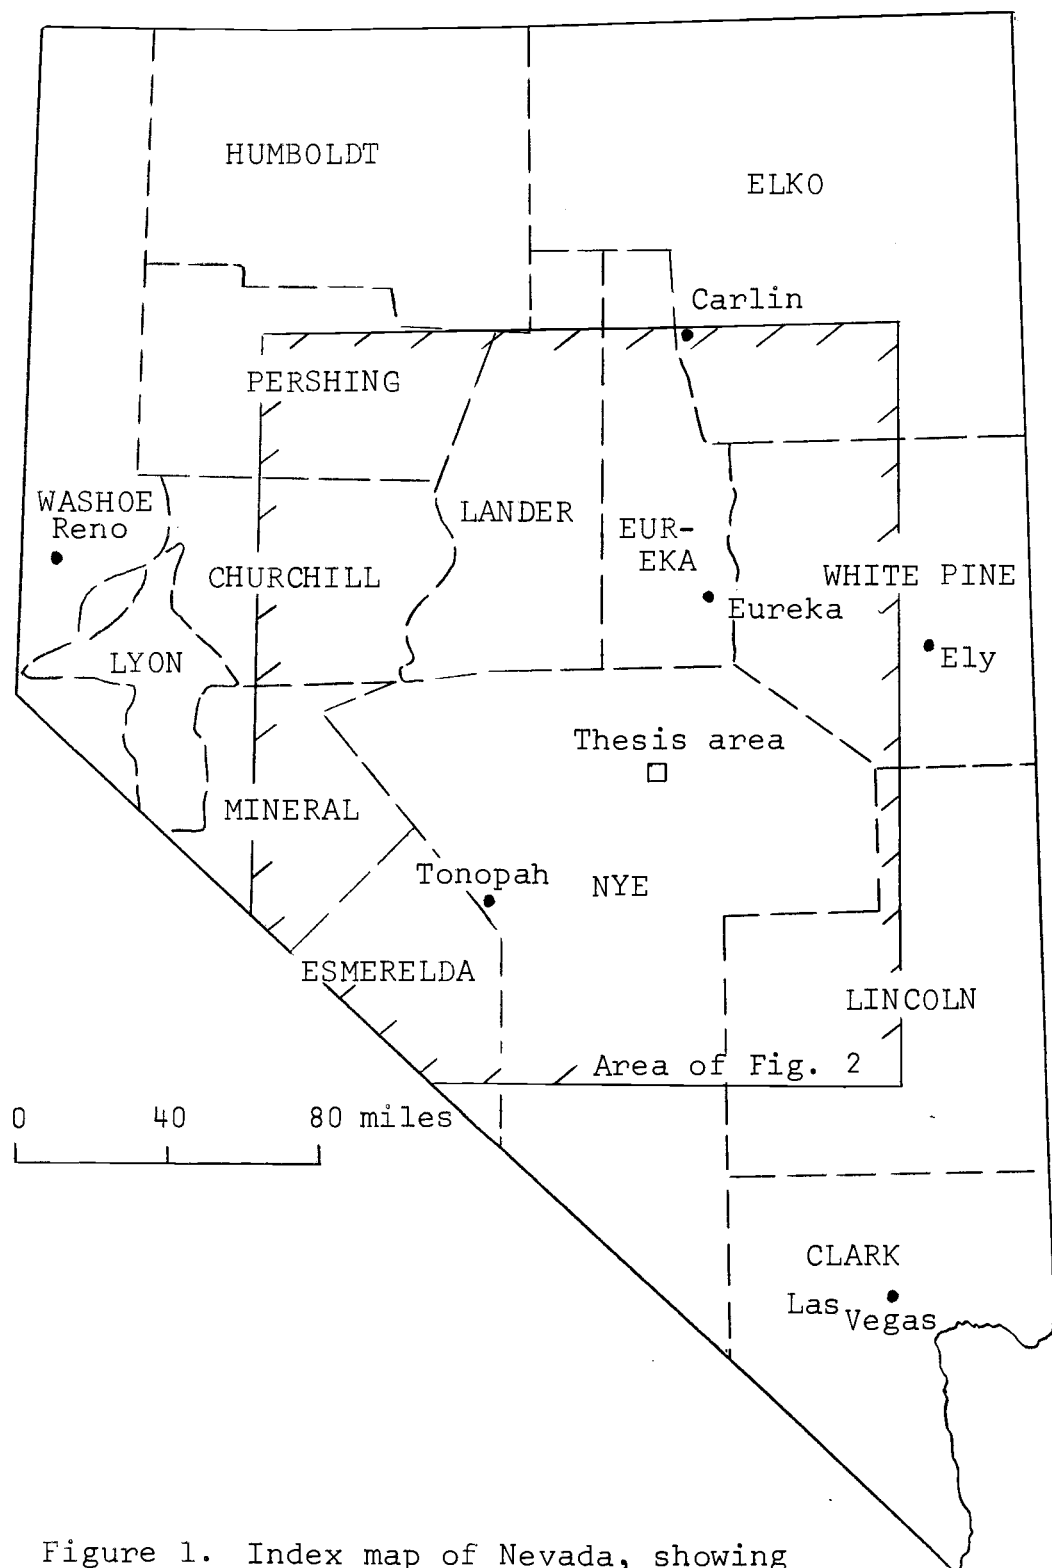 HUMBOLDT
ELKO
Carlin
PERSHING
WASHOE
Reno
LANDER
EUR-
EKA
CHURCHILL
WHITE PINE
Eureka
Ely
LYON
Thesis area
MINERAL
Tonopah
NYE
ESMERELDA
LINCOLN
Area of Fig. 2
0 40 80 miles
CLARK
Las Vegas
Figure 1. Index map of Nevada, showing